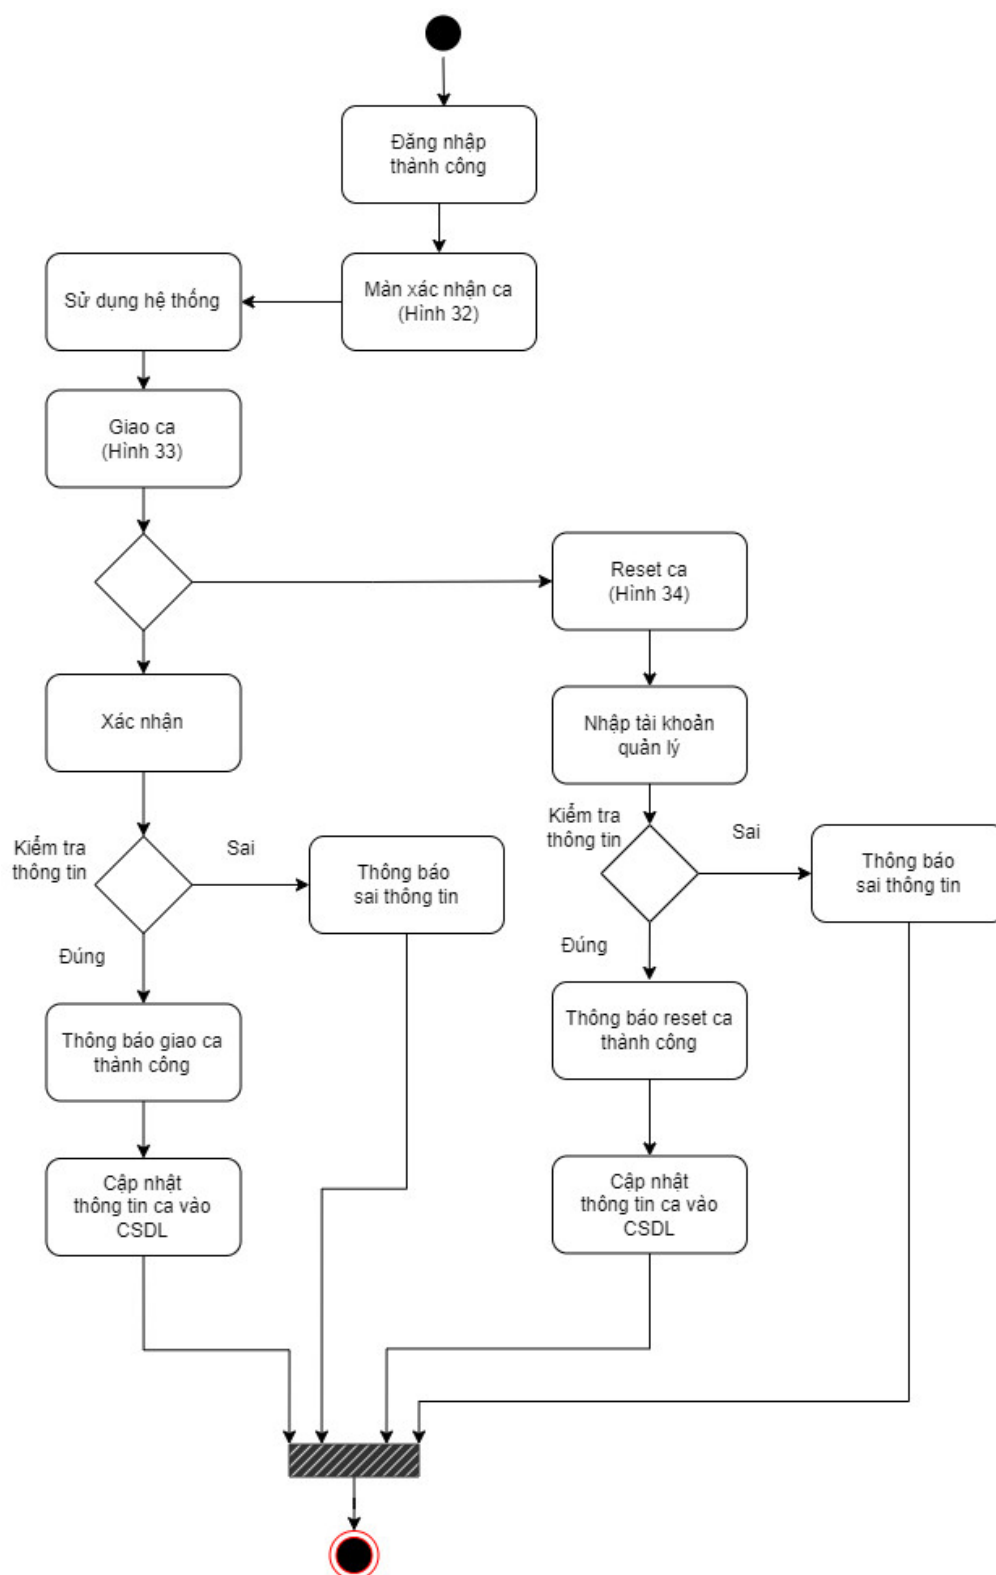 Đăng nhập
thành công
Màn xác nhận ca
(Hình 32)
Sử dụng hệ thống
Giao ca
(Hình 33)
Reset ca
(Hình 34)
Xác nhận
Nhập tài khoản
quản lý
Kiểm tra
thông tin
Sai
Thông báo
sai thông tin
Kiểm tra
thông tin
Sai
Thông báo
sai thông tin
Đúng
Đúng
Thông báo giao ca
thành công
Thông báo reset ca
thành công
Cập nhật
thông tin ca vào
CSDL
Cập nhật
thông tin ca vào
CSDL